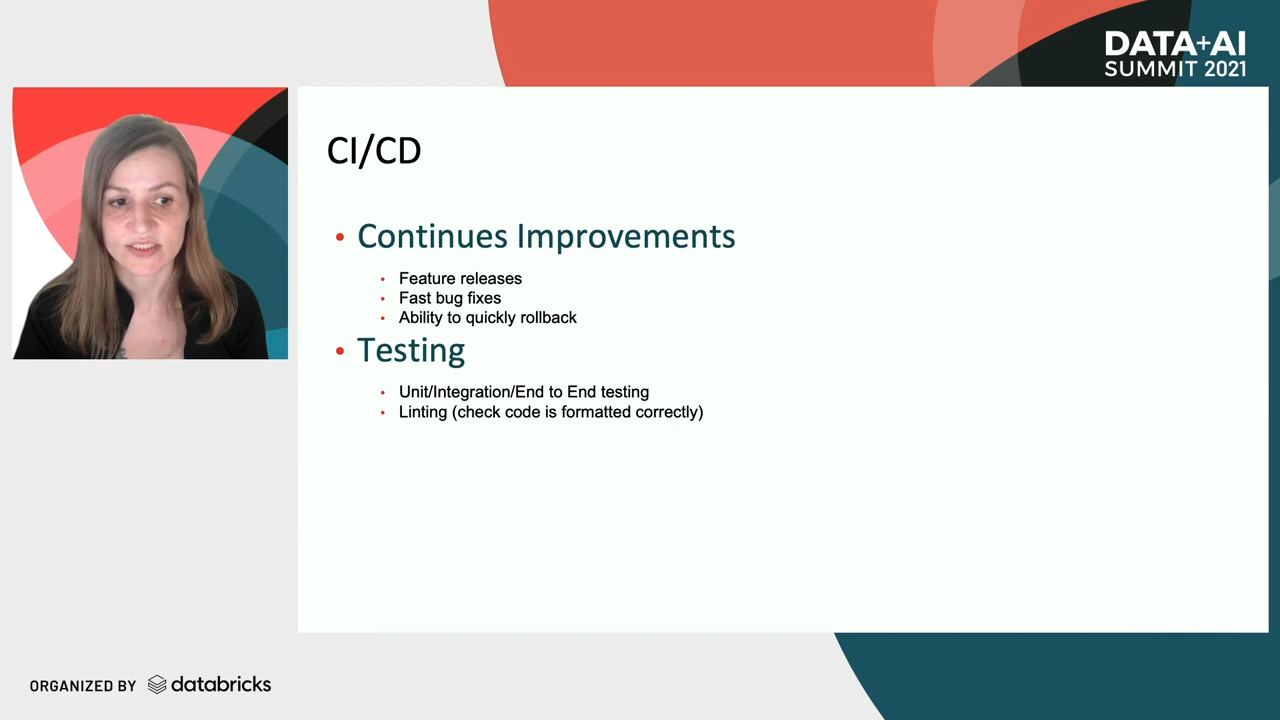 DATA+AI
SUMMIT 2021
CI/CD
• Continues Improvements
• Feature releases
• Fast bug fixes
• Ability to quickly rollback
• Testing
• Unit/Integration/End to End testing
• Linting (check code is formatted correctly)
ORGANIZED BY databricks